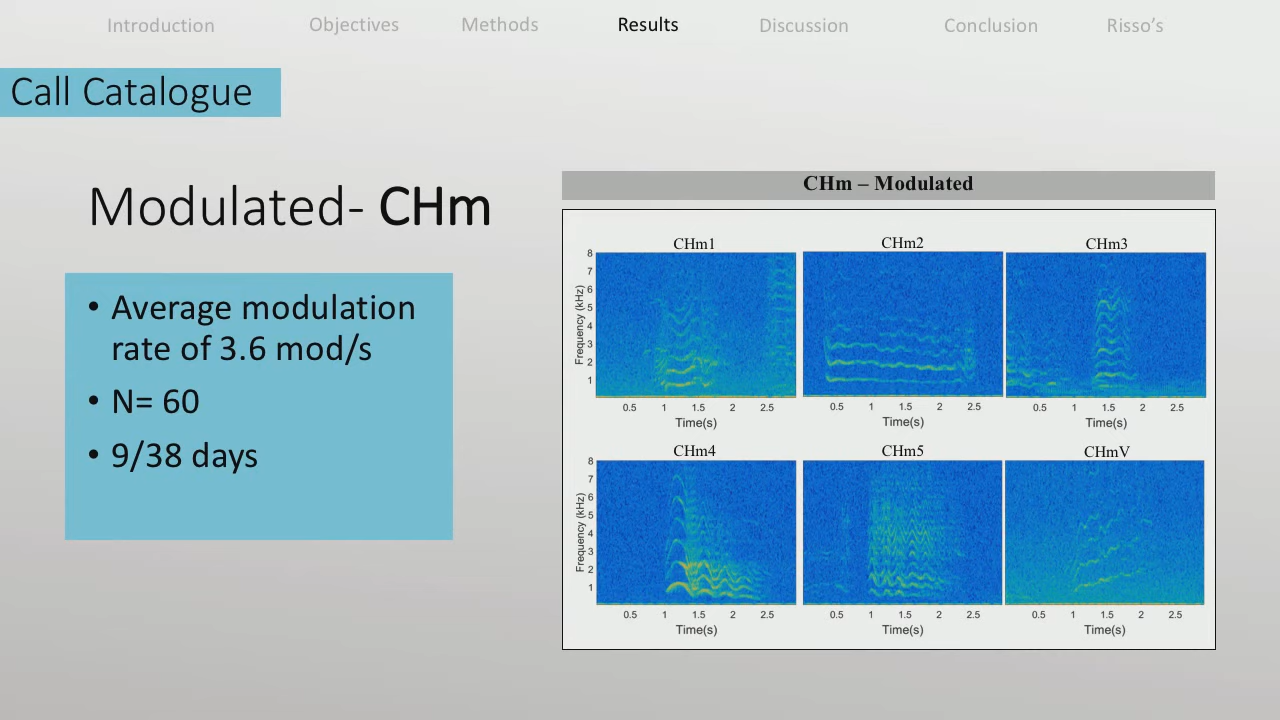 Introduction Objectives Methods Results Discussion Conclusion Risso's
Call Catalogue
Modulated- CHm
• Average modulation
rate of 3.6 mod/s
• N= 60
• 9/38 days
CHm – Modulated
CHm1 CHm2 CHm3
8
7
6
5
4
3
2
1
Frequency (kHz)
0.5 1 1.5 2 2.5 0.5 1 1.5 2 2.5 0.5 1 1.5 2 2.5
Time(s) Time(s) Time(s)
CHm4 CHm5 CHmV
8
7
6
5
4
3
2
1
Frequency (kHz)
0.5 1 1.5 2 2.5 0.5 1 1.5 2 2.5 0.5 1 1.5 2 2.5
Time(s) Time(s) Time(s)